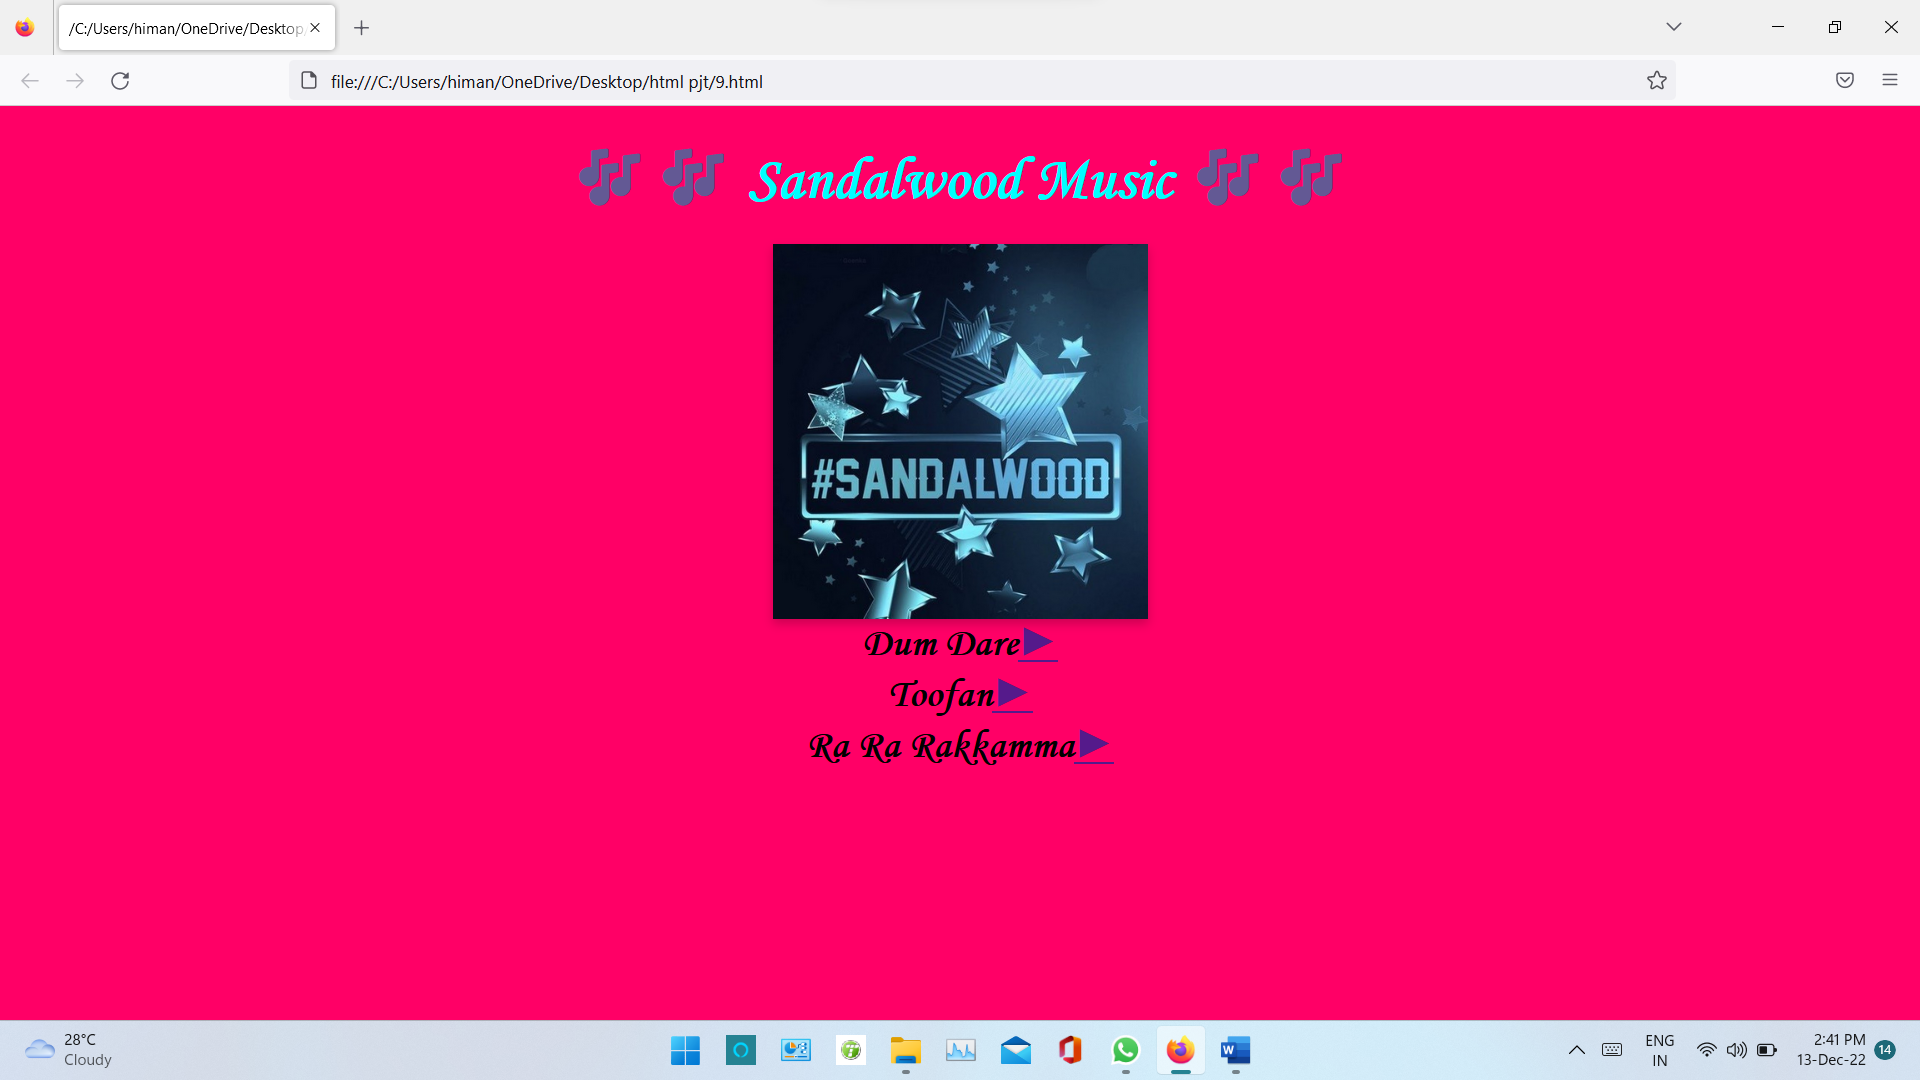 /C:/Users/himan/OneDrive/Desktop/
file:///C:/Users/himan/OneDrive/Desktop/html pjt/9.html
🎶 🎶 Sandalwood Music 🎶 🎶
#SANDALWOOD
Dum Dare▶
Toofan▶
Ra Ra Rakkamma▶
28°C
Cloudy
W
ENG
IN
2:41 PM
13-Dec-22
14